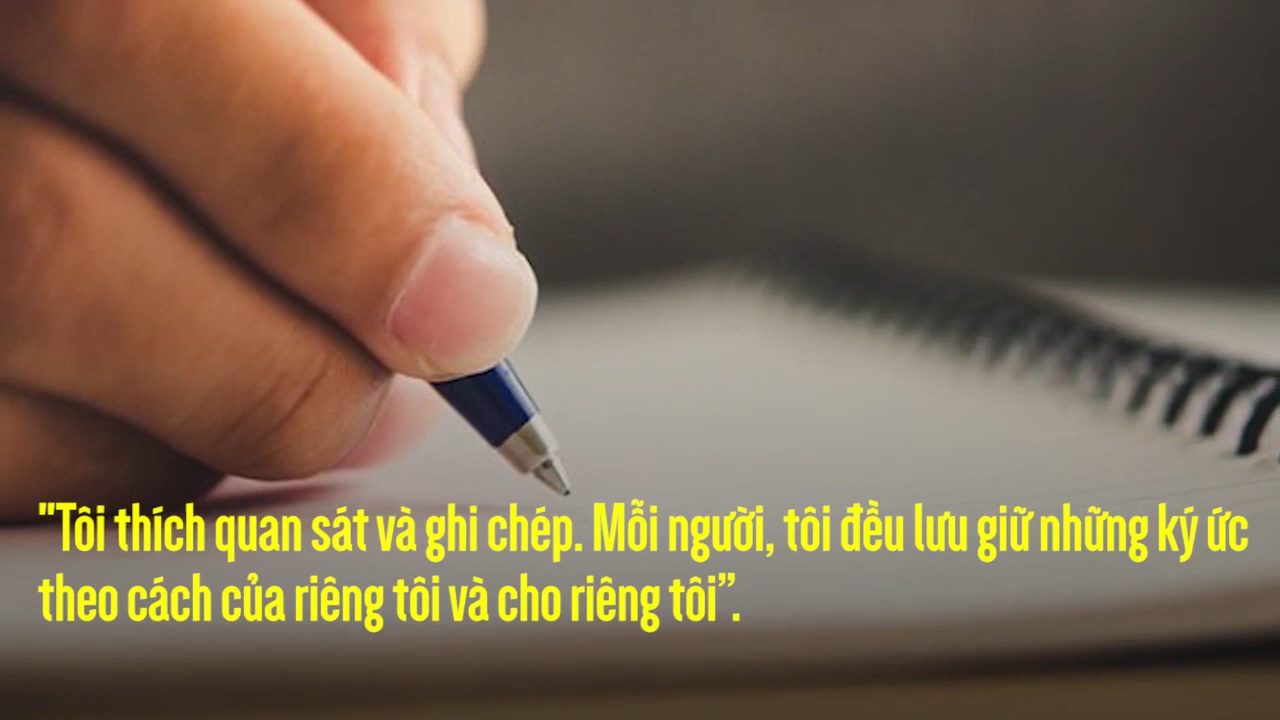 "Tôi thích quan sát và ghi chép. Mỗi người, tôi đều lưu giữ những ký ức
theo cách của riêng tôi và cho riêng tôi”.